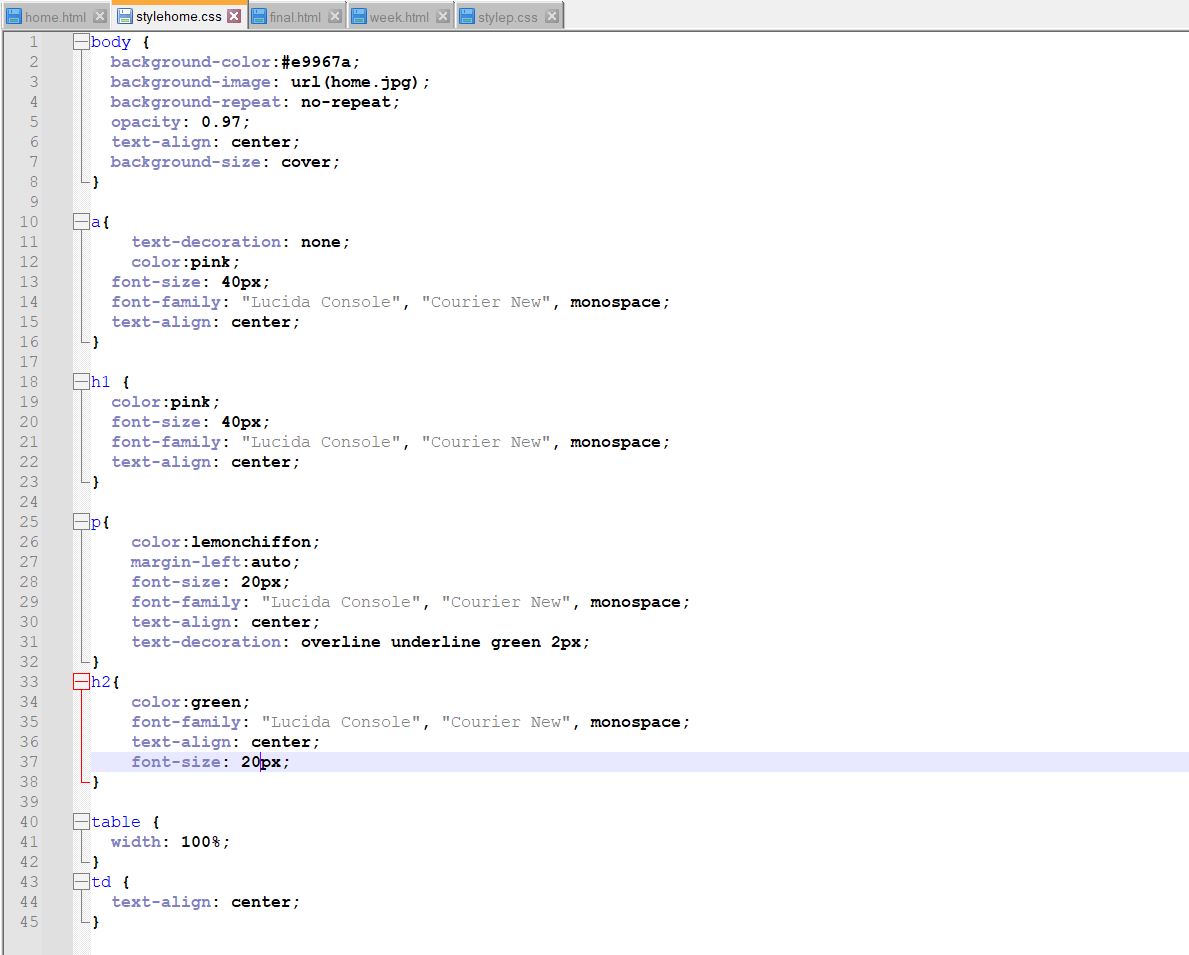 home.html stylehome.css final.html week.html stylep.css
1 body {
2 background-color:#e9967a;
3 background-image: url(home.jpg);
4 background-repeat: no-repeat;
5 opacity: 0.97;
6 text-align: center;
7 background-size: cover;
8 }
9
10 a{
11 text-decoration: none;
12 color:pink;
13 font-size: 40px;
14 font-family: "Lucida Console", "Courier New", monospace;
15 text-align: center;
16 }
17
18 h1 {
19 color:pink;
20 font-size: 40px;
21 font-family: "Lucida Console", "Courier New", monospace;
22 text-align: center;
23 }
24
25 p{
26 color:lemonchiffon;
27 margin-left:auto;
28 font-size: 20px;
29 font-family: "Lucida Console", "Courier New", monospace;
30 text-align: center;
31 text-decoration: overline underline green 2px;
32 }
33 h2{
34 color:green;
35 font-family: "Lucida Console", "Courier New", monospace;
36 text-align: center;
37 font-size: 20px;
38 }
39
40 table {
41 width: 100%;
42 }
43 td {
44 text-align: center;
45 }